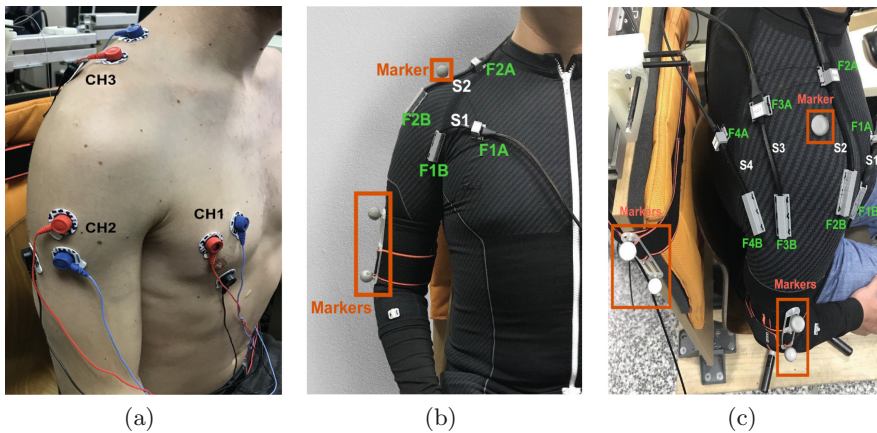 CH3
CH2
CH1
(a)
Marker
F2A
S2
F2B
S1
F1A
F1B
Markers
(b)
F2A
F3A
Marker
F4A
F1A
S4
S3
S2
S1
Markers
F1B
F2B
F4B
F3B
Markers
(c)